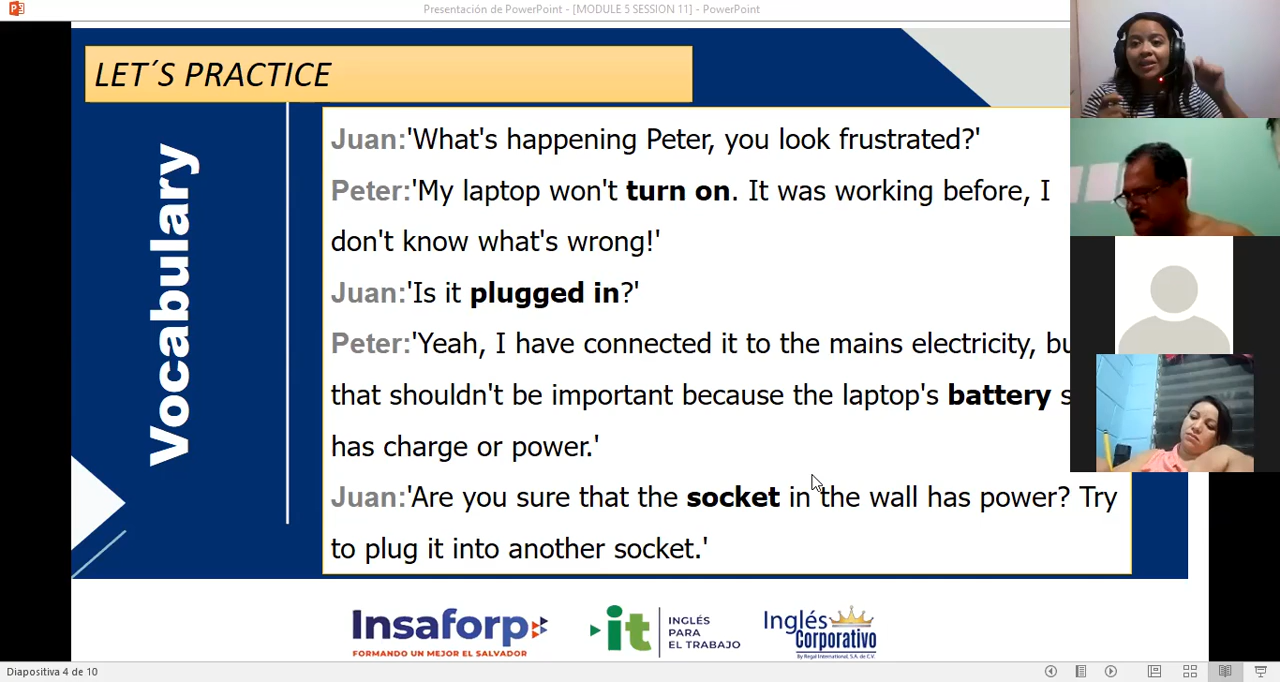 Presentación de PowerPoint - [MODULE 5 SESSION 11] - PowerPoint
LET´S PRACTICE
Vocabulary
Juan:'What's happening Peter, you look frustrated?'
Peter:'My laptop won't turn on. It was working before, I
don't know what's wrong!'
Juan:'Is it plugged in?'
Peter:'Yeah, I have connected it to the mains electricity,
that shouldn't be important because the laptop's battery
has charge or power.'
Juan:'Are you sure that the socket in the wall has power? Try
to plug it into another socket.'
Insaforp
FORMANDO UN MEJOR EL SALVADOR
it
INGLÉS
PARA
EL TRABAJO
Inglés
Corporativo
By Regal International, S.A. de C.V.
Diapositiva 4 de 10